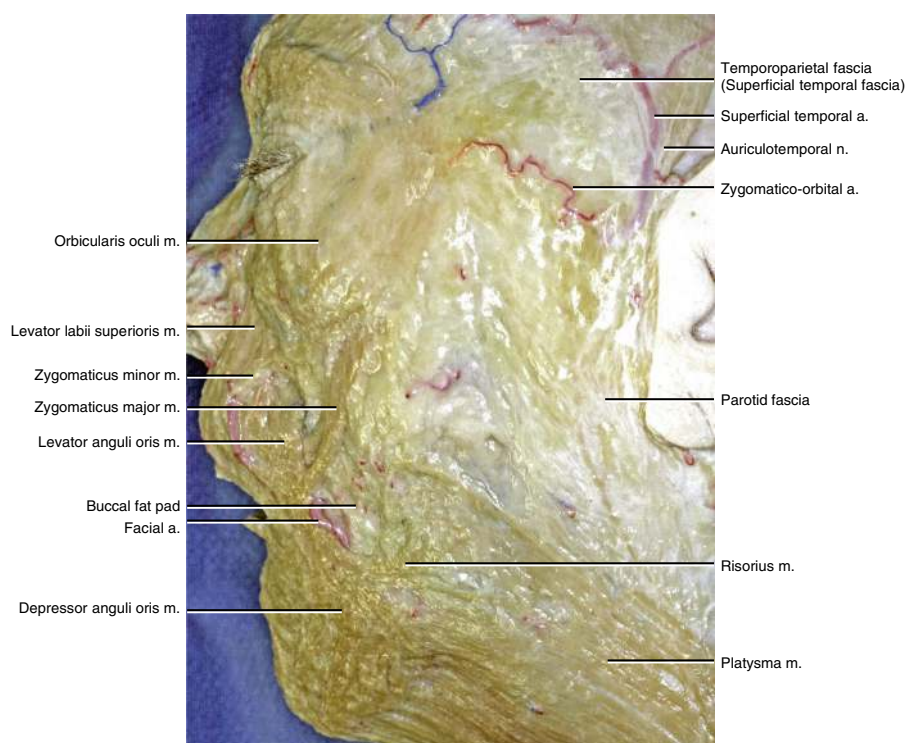 Temporoparietal fascia
(Superficial temporal fascia)
Superficial temporal a.
Auriculotemporal n.
Zygomatico-orbital a.
Orbicularis oculi m.
Levator labii superioris m.
Zygomaticus minor m.
Zygomaticus major m.
Parotid fascia
Levator anguli oris m.
Buccal fat pad
Facial a.
Risorius m.
Depressor anguli oris m.
Platysma m.